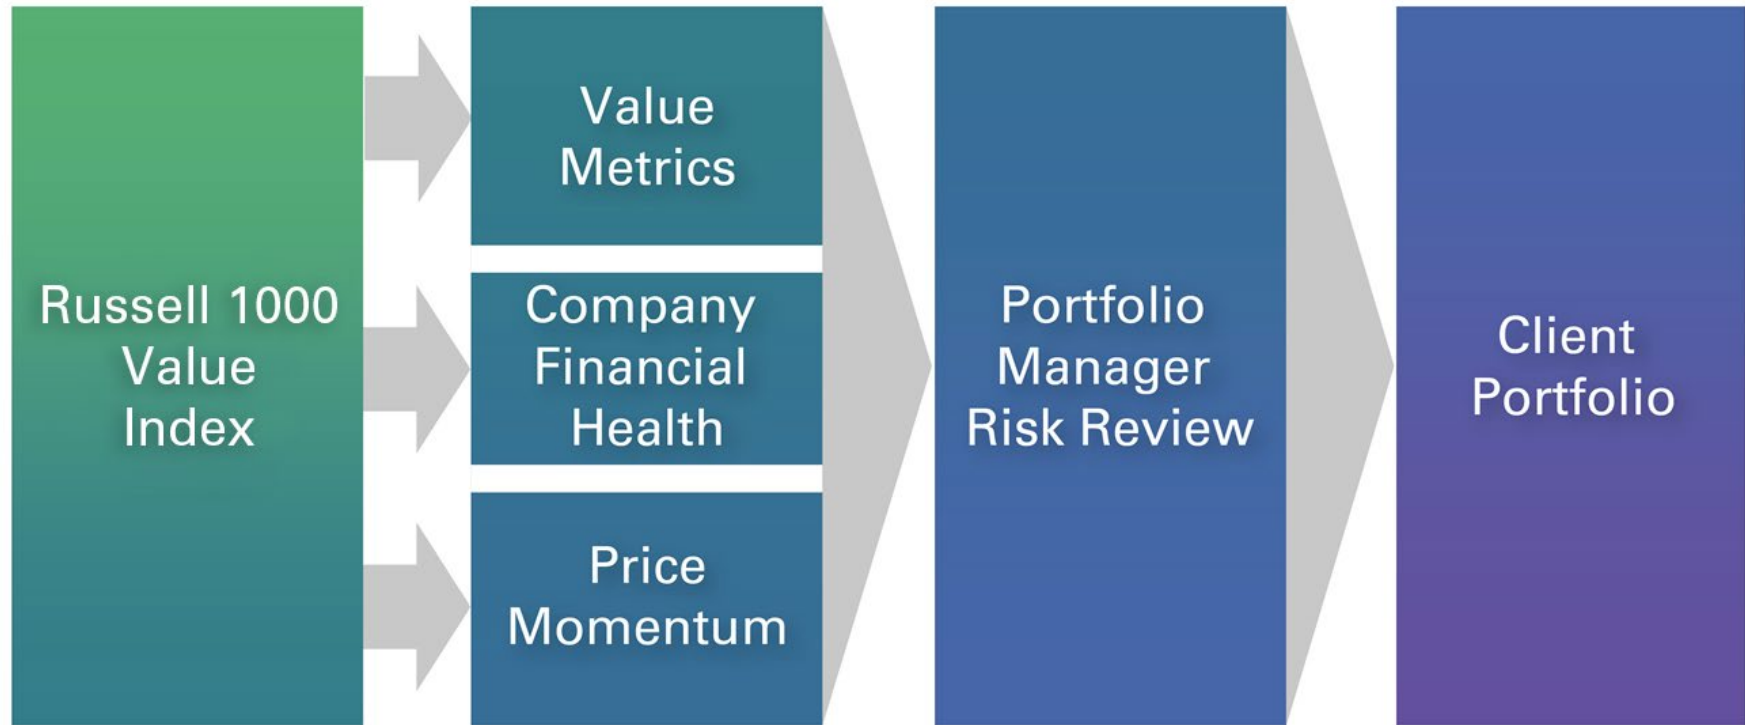 Russell 1000
Value
Index
Value
Metrics
Company
Financial
Health
Price
Momentum
Portfolio
Manager
Risk Review
Client
Portfolio